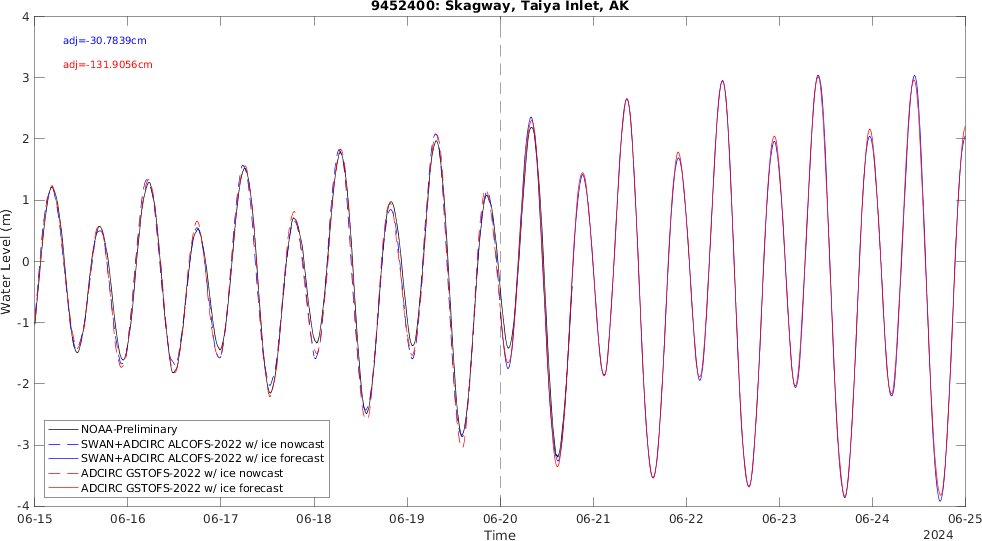 9452400: Skagway, Taiya Inlet, AK
adj=-30.7839cm
adj=-131.9056cm
Water Level (m)
4
3
2
1
0
-1
-2
-3
-4
NOAA-Preliminary
SWAN+ADCIRC ALCOFS-2022 w/ ice nowcast
SWAN+ADCIRC ALCOFS-2022 w/ ice forecast
ADCIRC GSTOFS-2022 w/ ice nowcast
ADCIRC GSTOFS-2022 w/ ice forecast
06-15 06-16 06-17 06-18 06-19 06-20 06-21 06-22 06-23 06-24 06-25
Time
2024